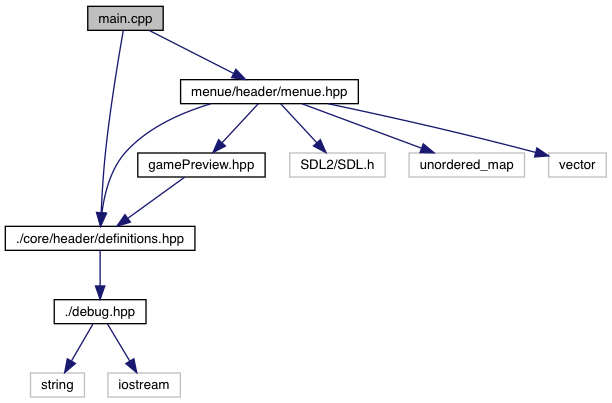 main.cpp
menue/header/menue.hpp
gamePreview.hpp
SDL2/SDL.h
unordered_map
vector
./core/header/definitions.hpp
./debug.hpp
string
iostream